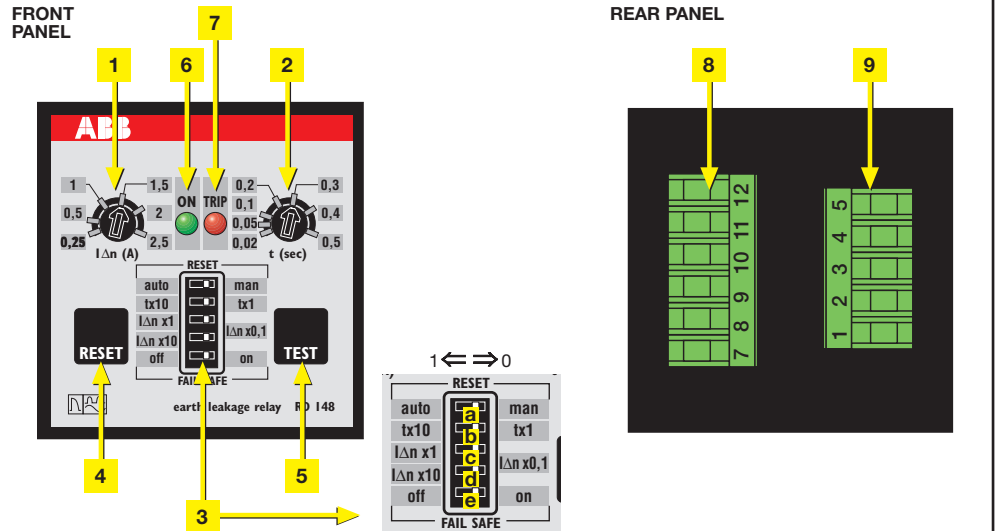 FRONT
PANEL
REAR PANEL
7
1
6
2
8
9
ABB
1
1,5
0,5
2
0,25
2,5
I∆n (A)
ON
TRIP
0,2
0,3
0,1
0,4
0,05
0,5
0,02
t (sec)
RESET
auto
man
tx10
tx1
I∆n x1
I∆n x0,1
I∆n x10
off
on
FAIL SAFE
RESET
TEST
earth leakage relay RD 148
4
3
5
1⇐ ⇒0
RESET
auto
a
man
tx10
b
tx1
I∆n x1
c
I∆n x0,1
I∆n x10
d
off
e
on
FAIL SAFE
12
11
10
9
8
7
5
4
3
2
1